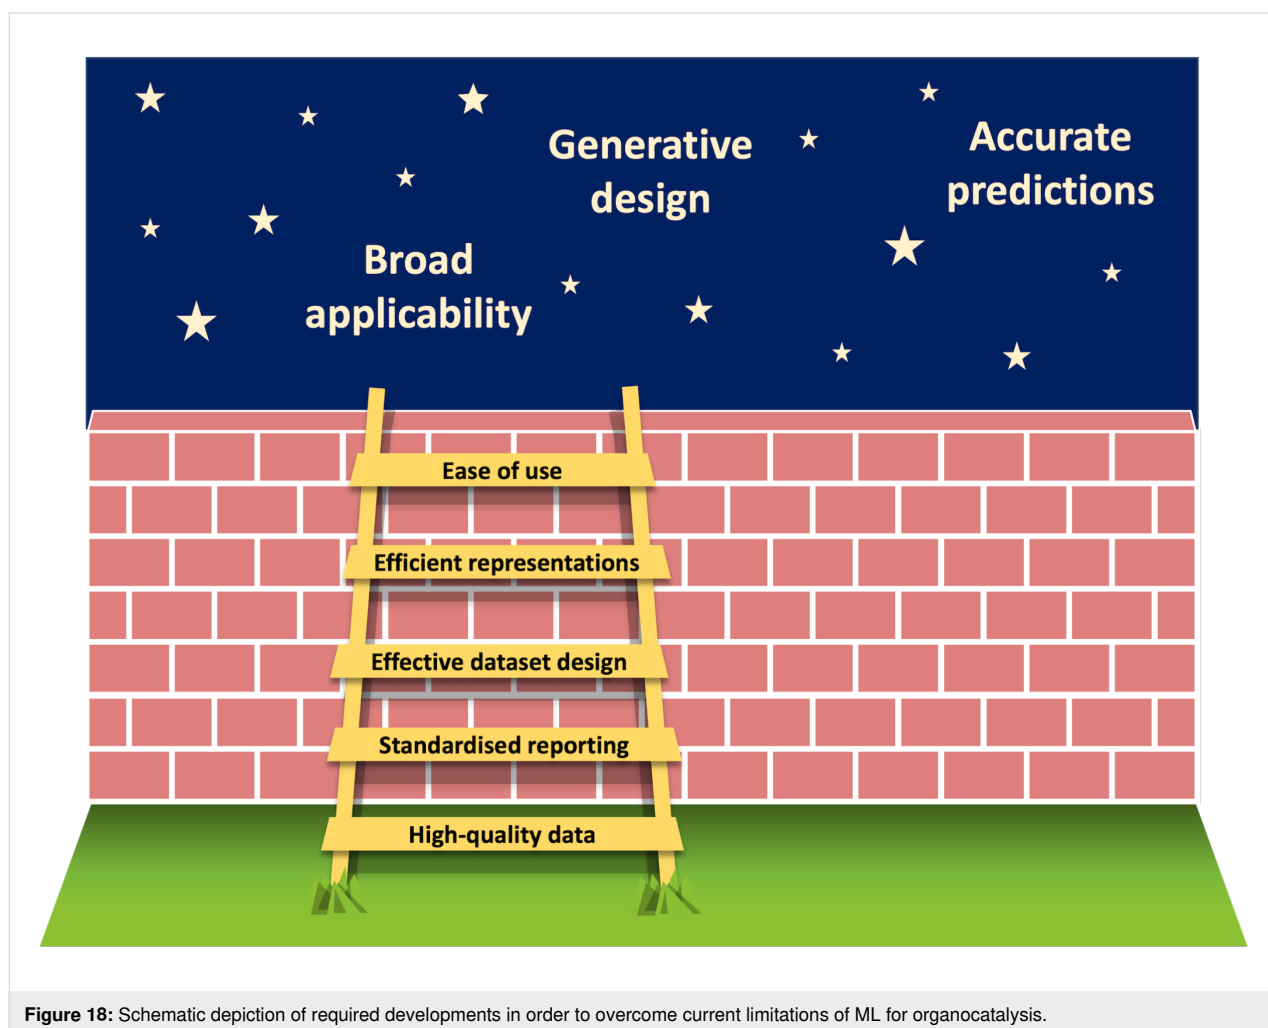 Generative
design
Accurate
predictions
Broad
applicability
Ease of use
Efficient representations
Effective dataset design
Standardised reporting
High-quality data
Figure 18: Schematic depiction of required developments in order to overcome current limitations of ML for organocatalysis.